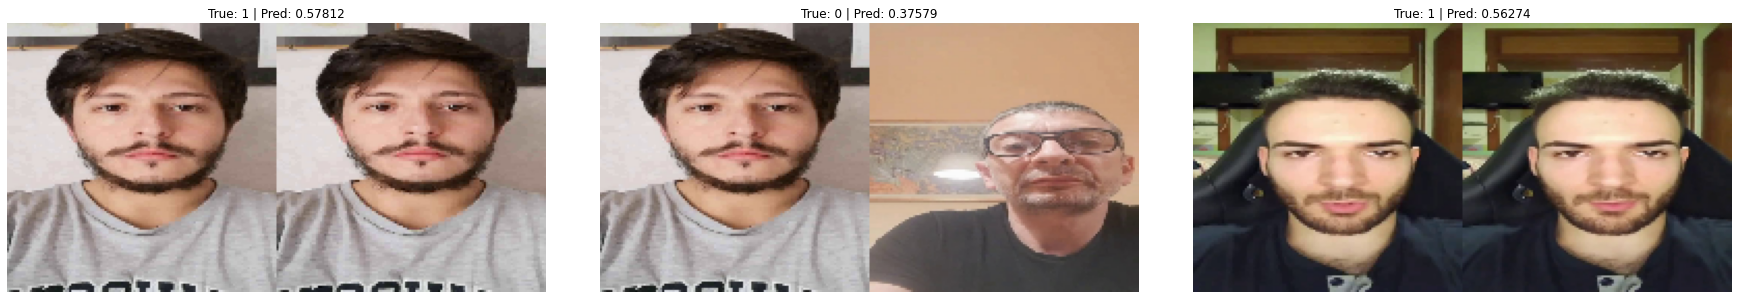 True: 1 | Pred: 0.57812
True: 0 | Pred: 0.37579
True: 1 | Pred: 0.56274